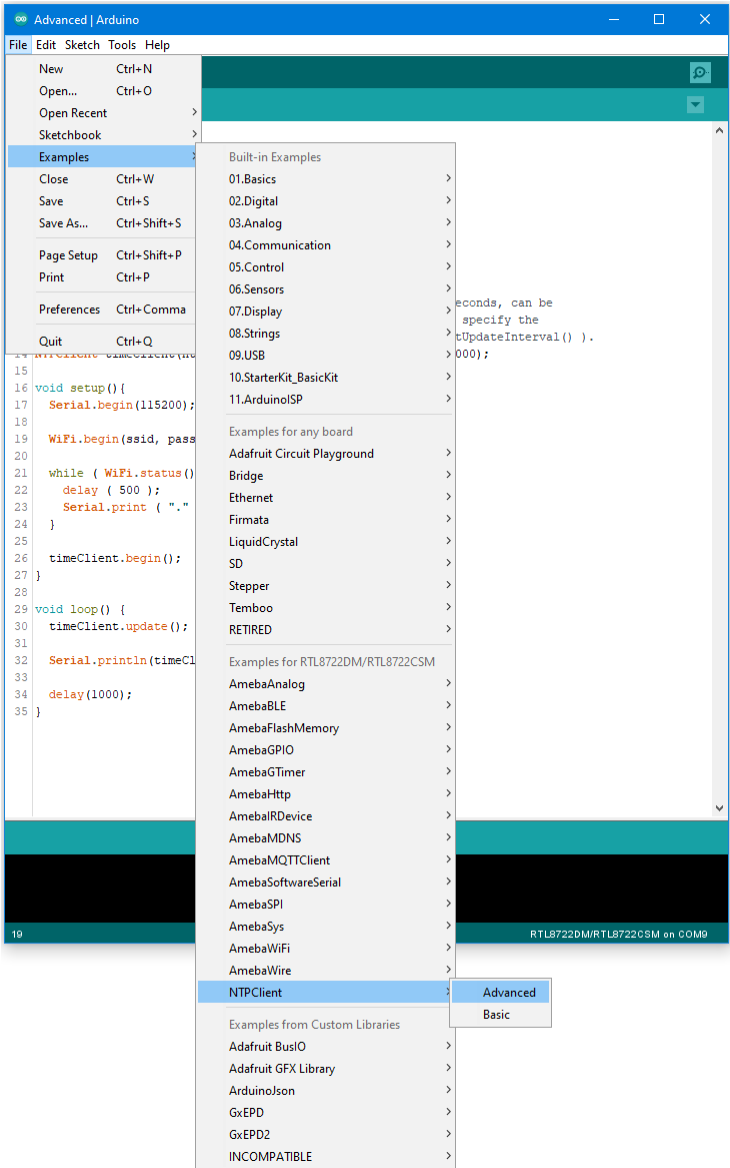 Advanced | Arduino
File Edit Sketch Tools Help
New Ctrl+N
Open... Ctrl+O
Open Recent
Sketchbook
Examples
Close Ctrl+W
Save Ctrl+S
Save As... Ctrl+Shift+S
Page Setup Ctrl+Shift+P
Print Ctrl+P
Preferences Ctrl+Comma
Quit Ctrl+Q
Built-in Examples
01.Basics
02.Digital
03.Analog
04.Communication
05.Control
06.Sensors
07.Display
08.Strings
09.USB
10.StarterKit_BasicKit
11.ArduinoISP
Examples for any board
Adafruit Circuit Playground
Bridge
Ethernet
Firmata
LiquidCrystal
SD
Stepper
Temboo
RETIRED
Examples for RTL8722DM/RTL8722CSM
AmebaAnalog
AmebaBLE
AmebaFlashMemory
AmebaGPIO
AmebaGTimer
AmebaHttp
AmebaIRDevice
AmebaMDNS
AmebaMQTTClient
AmebaSoftwareSerial
AmebaSPI
AmebaSys
AmebaWiFi
AmebaWire
NTPClient
Examples from Custom Libraries
Adafruit BusIO
Adafruit GFX Library
ArduinoJson
GxEPD
GxEPD2
INCOMPATIBLE
Advanced
Basic
econds, can be
specify the
tUpdateInterval() ).
000);
14 NTPClient timeClient(
15
16 void setup(){
17 Serial.begin(115200);
18
19 WiFi.begin(ssid, pass
20
21 while ( WiFi.status()
22 delay ( 500 );
23 Serial.print ( "."
24 }
25
26 timeClient.begin();
27 }
28
29 void loop() {
30 timeClient.update();
31
32 Serial.println(timeCl
33
34 delay(1000);
35 }
19 RTL8722DM/RTL8722CSM on COM9